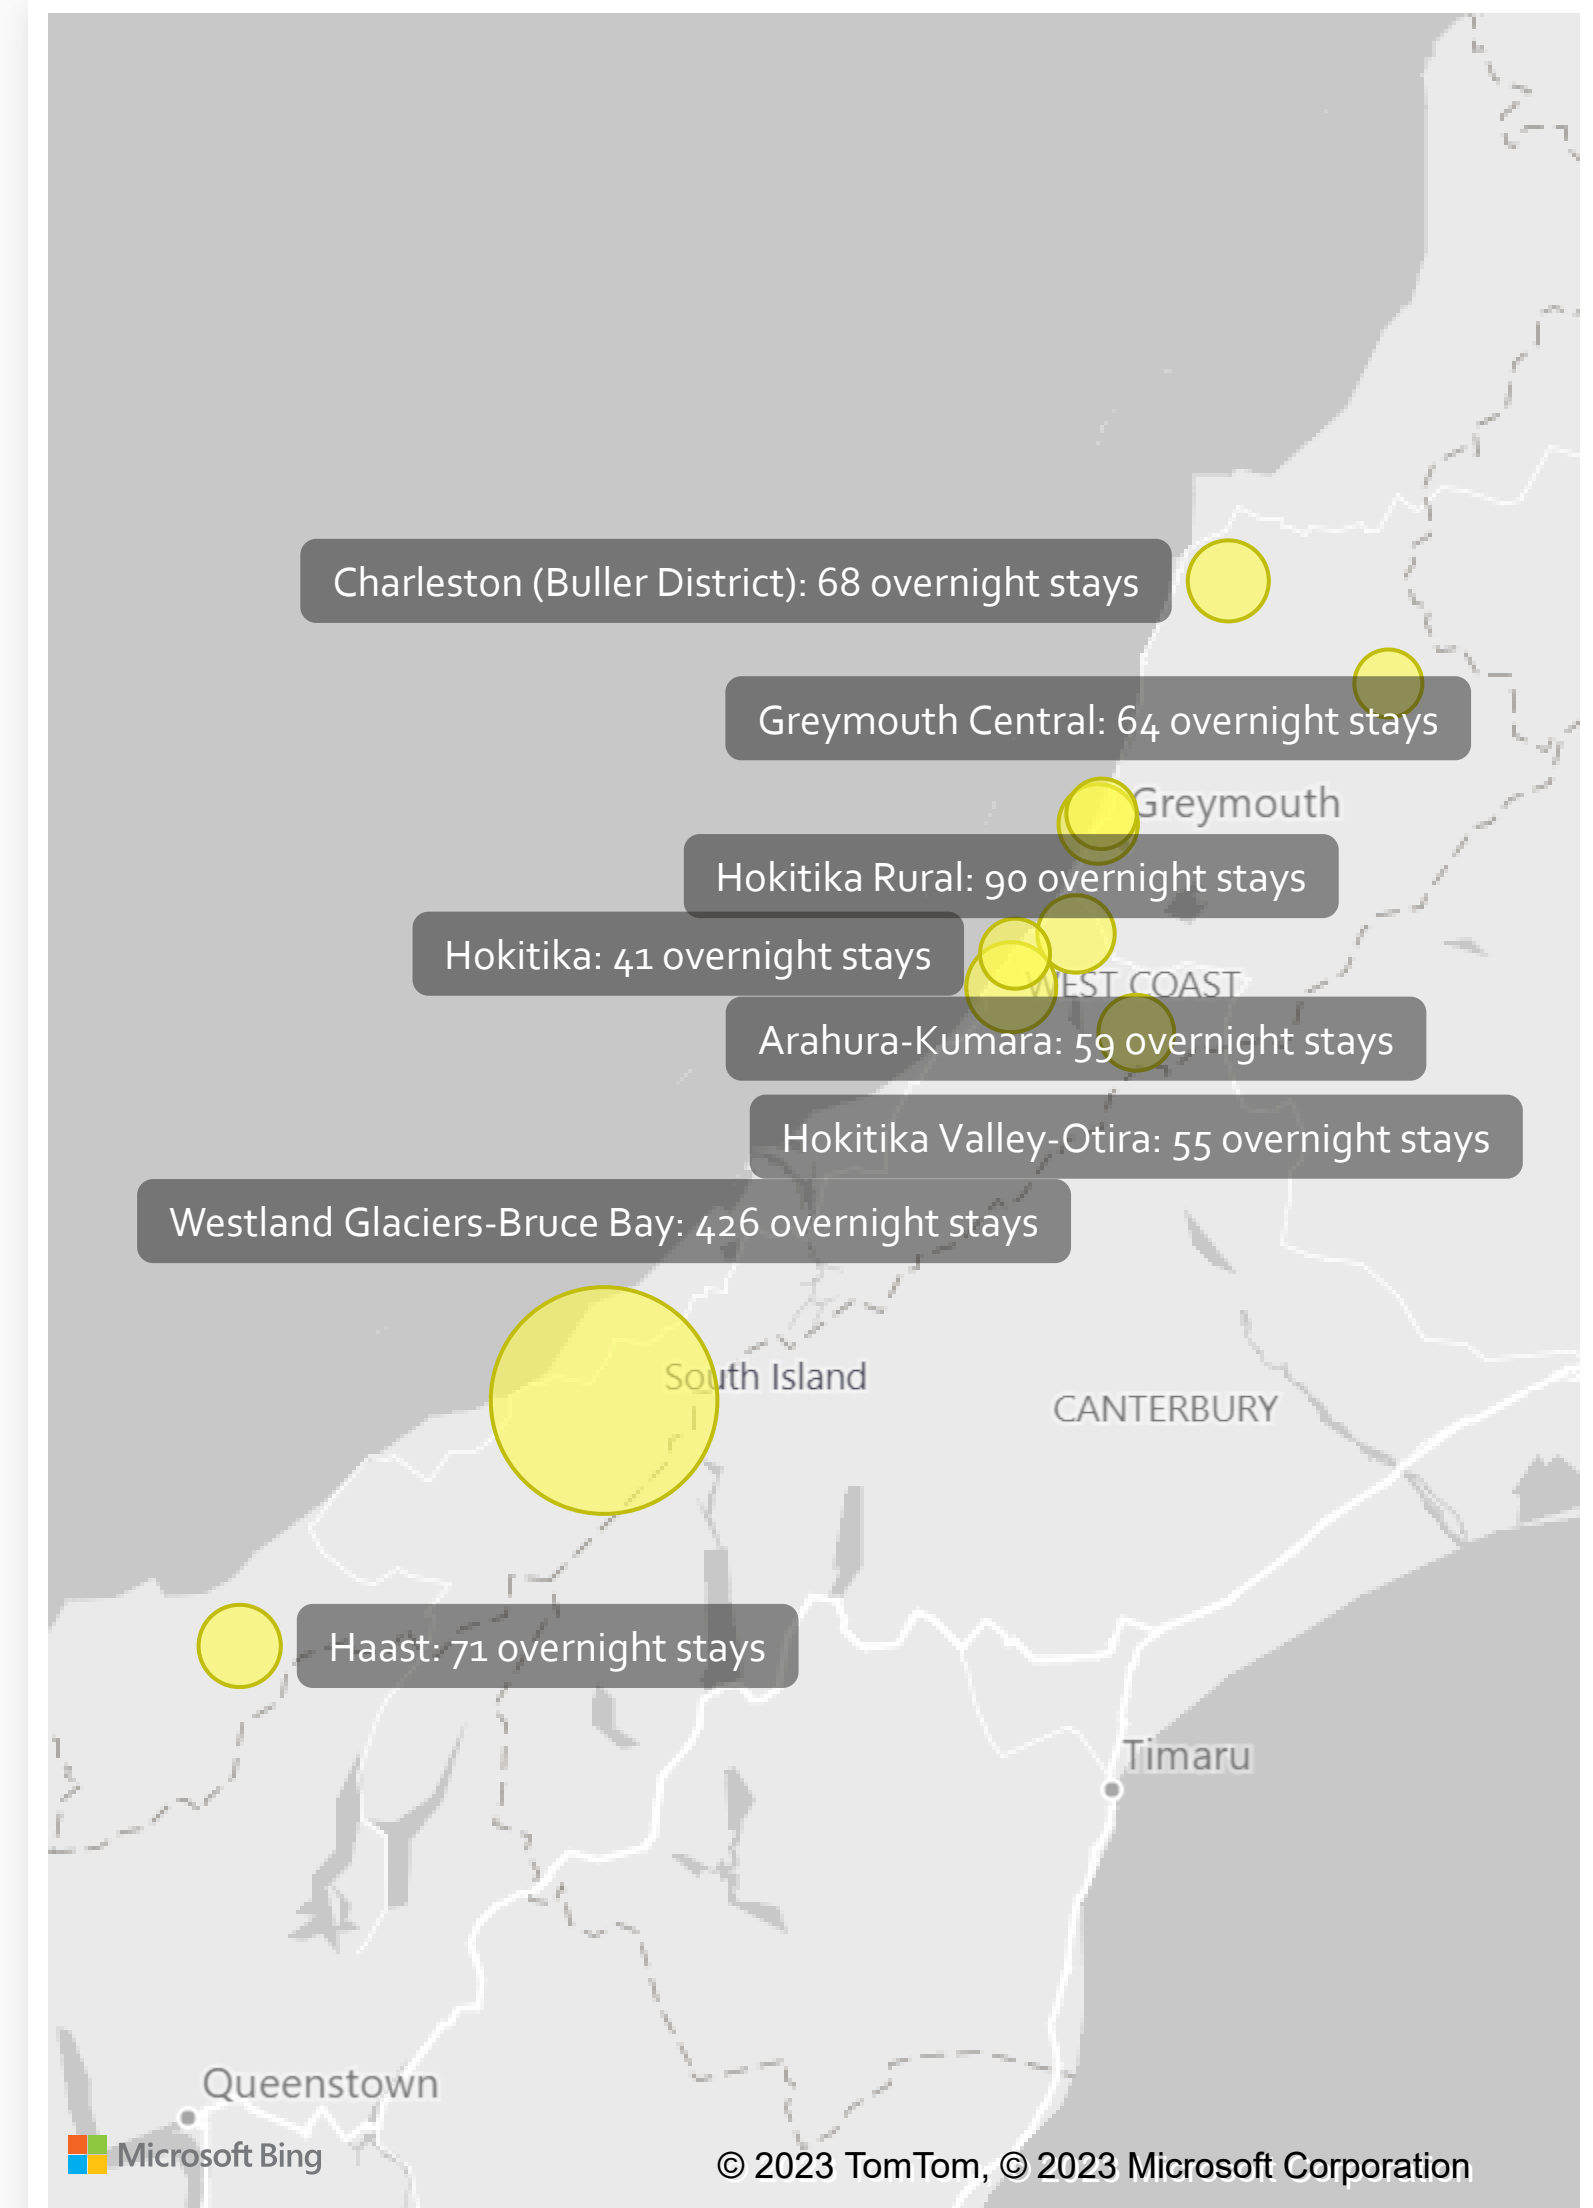 Charleston (Buller District): 68 overnight stays
Greymouth Central: 64 overnight stays
Greymouth
Hokitika Rural: 90 overnight stays
Hokitika: 41 overnight stays
WEST COAST
Arahura-Kumara: 59 overnight stays
Hokitika Valley-Otira: 55 overnight stays
Westland Glaciers-Bruce Bay: 426 overnight stays
South Island
CANTERBURY
Haast: 71 overnight stays
Timaru
Queenstown
Microsoft Bing
© 2023 TomTom, © 2023 Microsoft Corporation